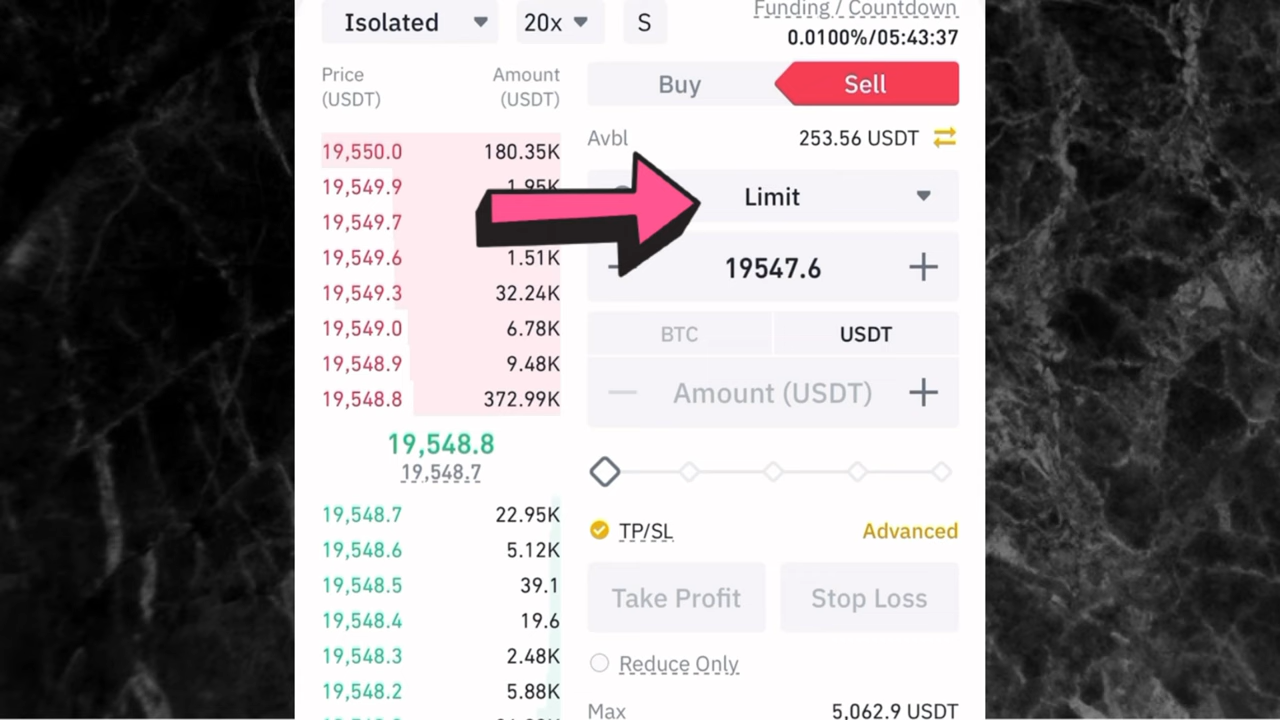 Isolated 20x S
Funding / Countdown
0.0100%/05:43:37
Price
(USDT)
Amount
(USDT)
19,550.0 180.35K
19,549.9 1.95K
19,549.7
19,549.6 1.51K
19,549.3 32.24K
19,549.0 6.78K
19,548.9 9.48K
19,548.8 372.99K
19,548.8
19,548.7
19,548.7 22.95K
19,548.6 5.12K
19,548.5 39.1
19,548.4 19.6
19,548.3 2.48K
19,548.2 5.88K
Buy Sell
Avbl 253.56 USDT
Limit
19547.6
BTC USDT
Amount (USDT)
TP/SL Advanced
Take Profit Stop Loss
Reduce Only
Max 5,062.9 USDT